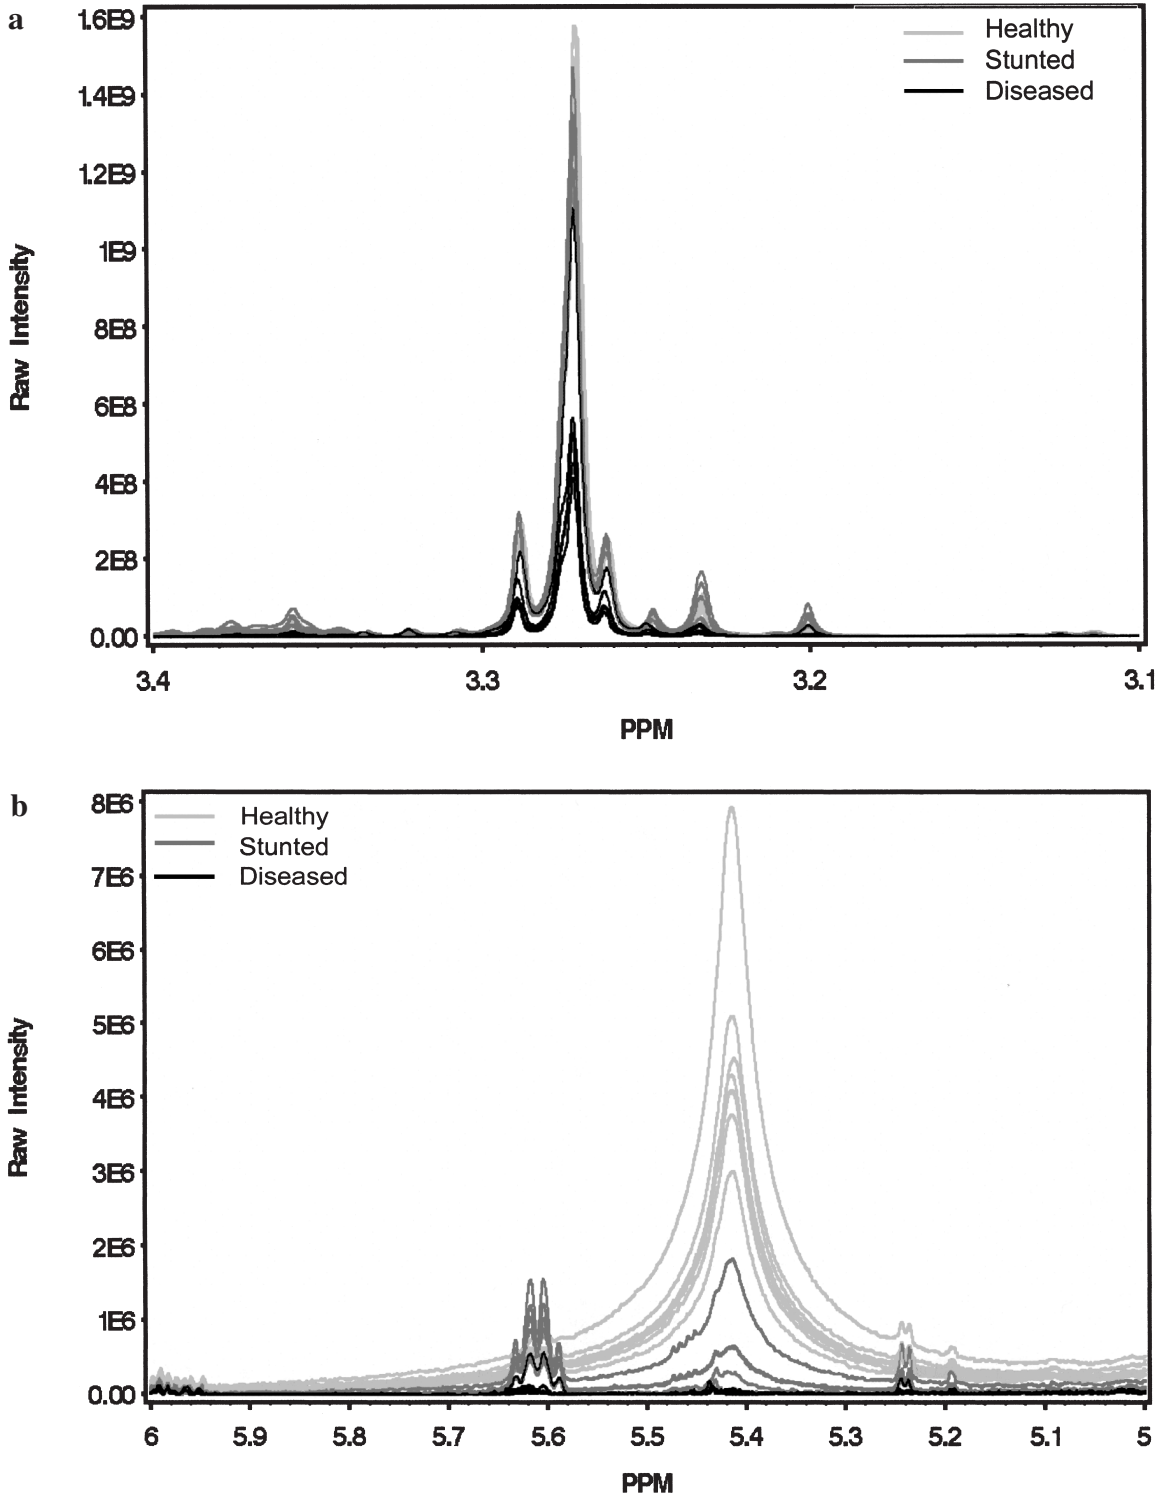 a
1.6E9
1.4E9
1.2E9
1E9
8E8
6E8
4E8
2E8
0.00
Raw Intensity
Healthy
Stunted
Diseased
3.4 3.3 3.2 3.1
PPM
b
8E6
7E6
6E6
5E6
4E6
3E6
2E6
1E6
0.00
Raw Intensity
Healthy
Stunted
Diseased
6 5.9 5.8 5.7 5.6 5.5 5.4 5.3 5.2 5.1 5
PPM